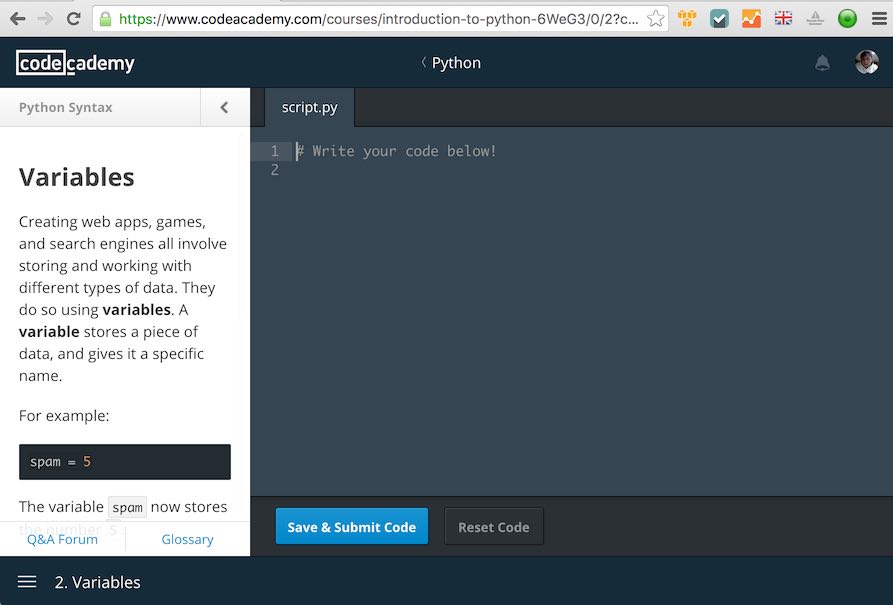 https://www.codeacademy.com/courses/introduction-to-python-6WeG3/0/2?c...
codecademy
Python
Python Syntax
script.py
1 # Write your code below!
2
Variables
Creating web apps, games,
and search engines all involve
storing and working with
different types of data. They
do so using variables. A
variable stores a piece of
data, and gives it a specific
name.
For example:
spam = 5
The variable spam now stores
the number 5
Q&A Forum
Glossary
Save & Submit Code
Reset Code
2. Variables